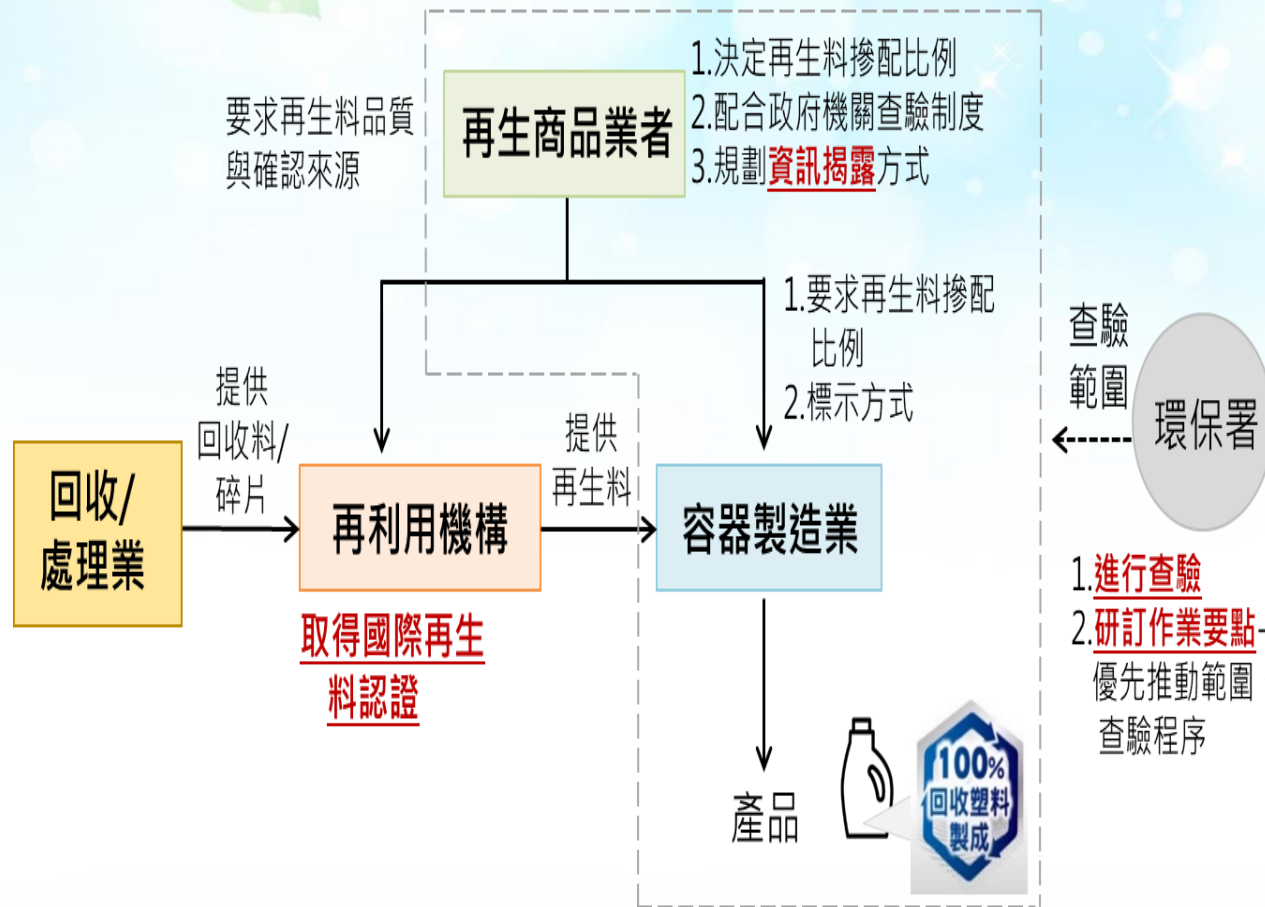 要求再生料品質
與確認來源
再生商品業者
1.決定再生料摻配比例
2.配合政府機關查驗制度
3.規劃資訊揭露方式
1.要求再生料摻配
比例
2.標示方式
查驗
範圍
環保署
提供
回收料/
碎片
提供
再生料
回收/
處理業
再利用機構
容器製造業
取得國際再生
料認證
1.進行查驗
2.研訂作業要點-
優先推動範圍
查驗程序
產品
100%
回收塑料
製成